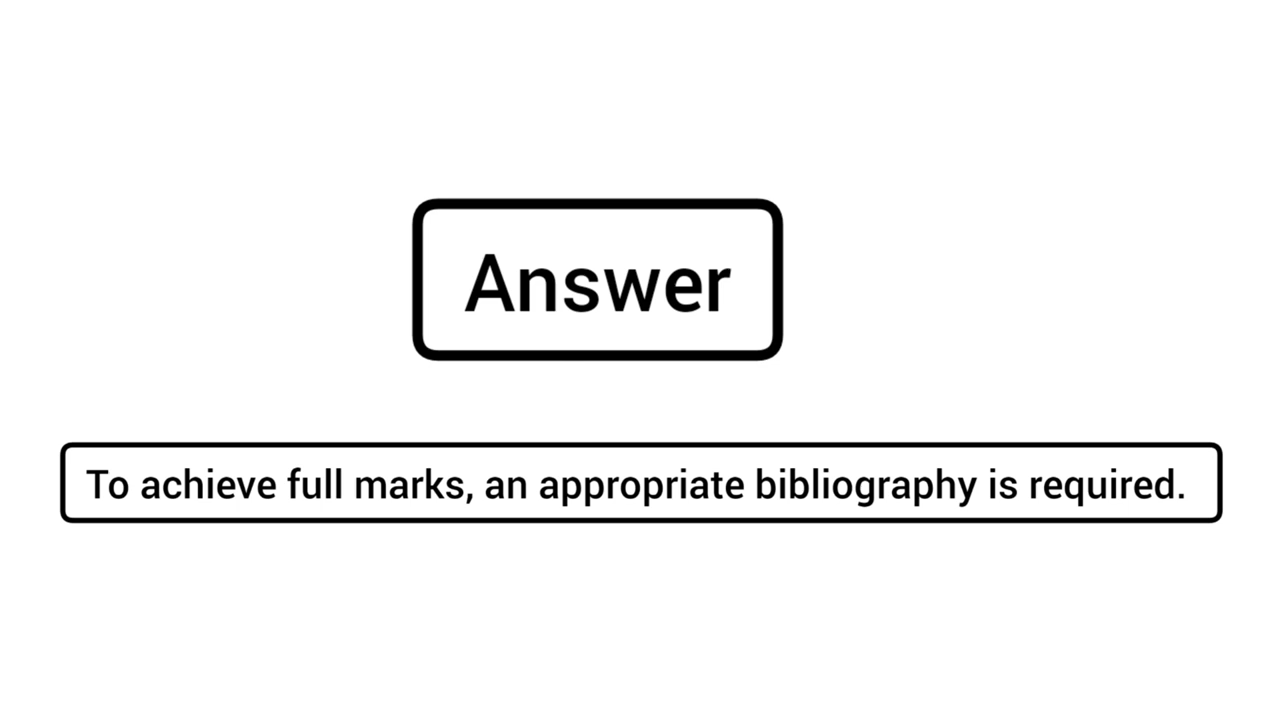 Answer
To achieve full marks, an appropriate bibliography is required.